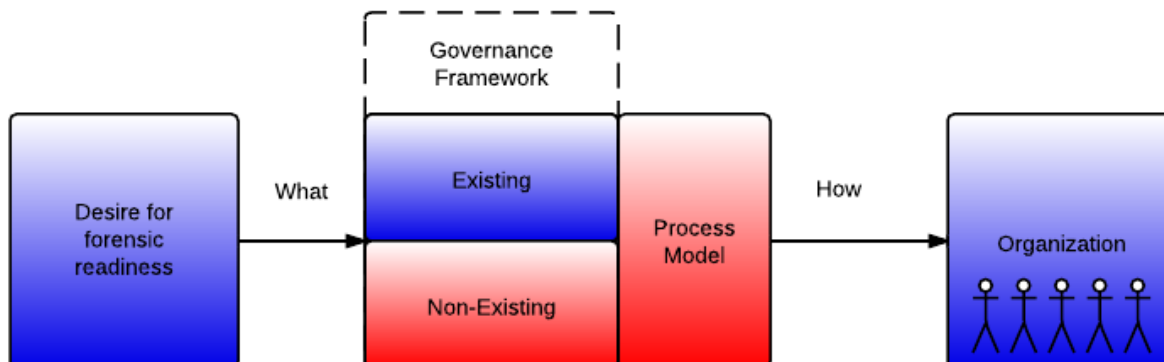 Governance
Framework
Desire for
forensic
readiness
What
Existing
Non-Existing
Process
Model
How
Organization